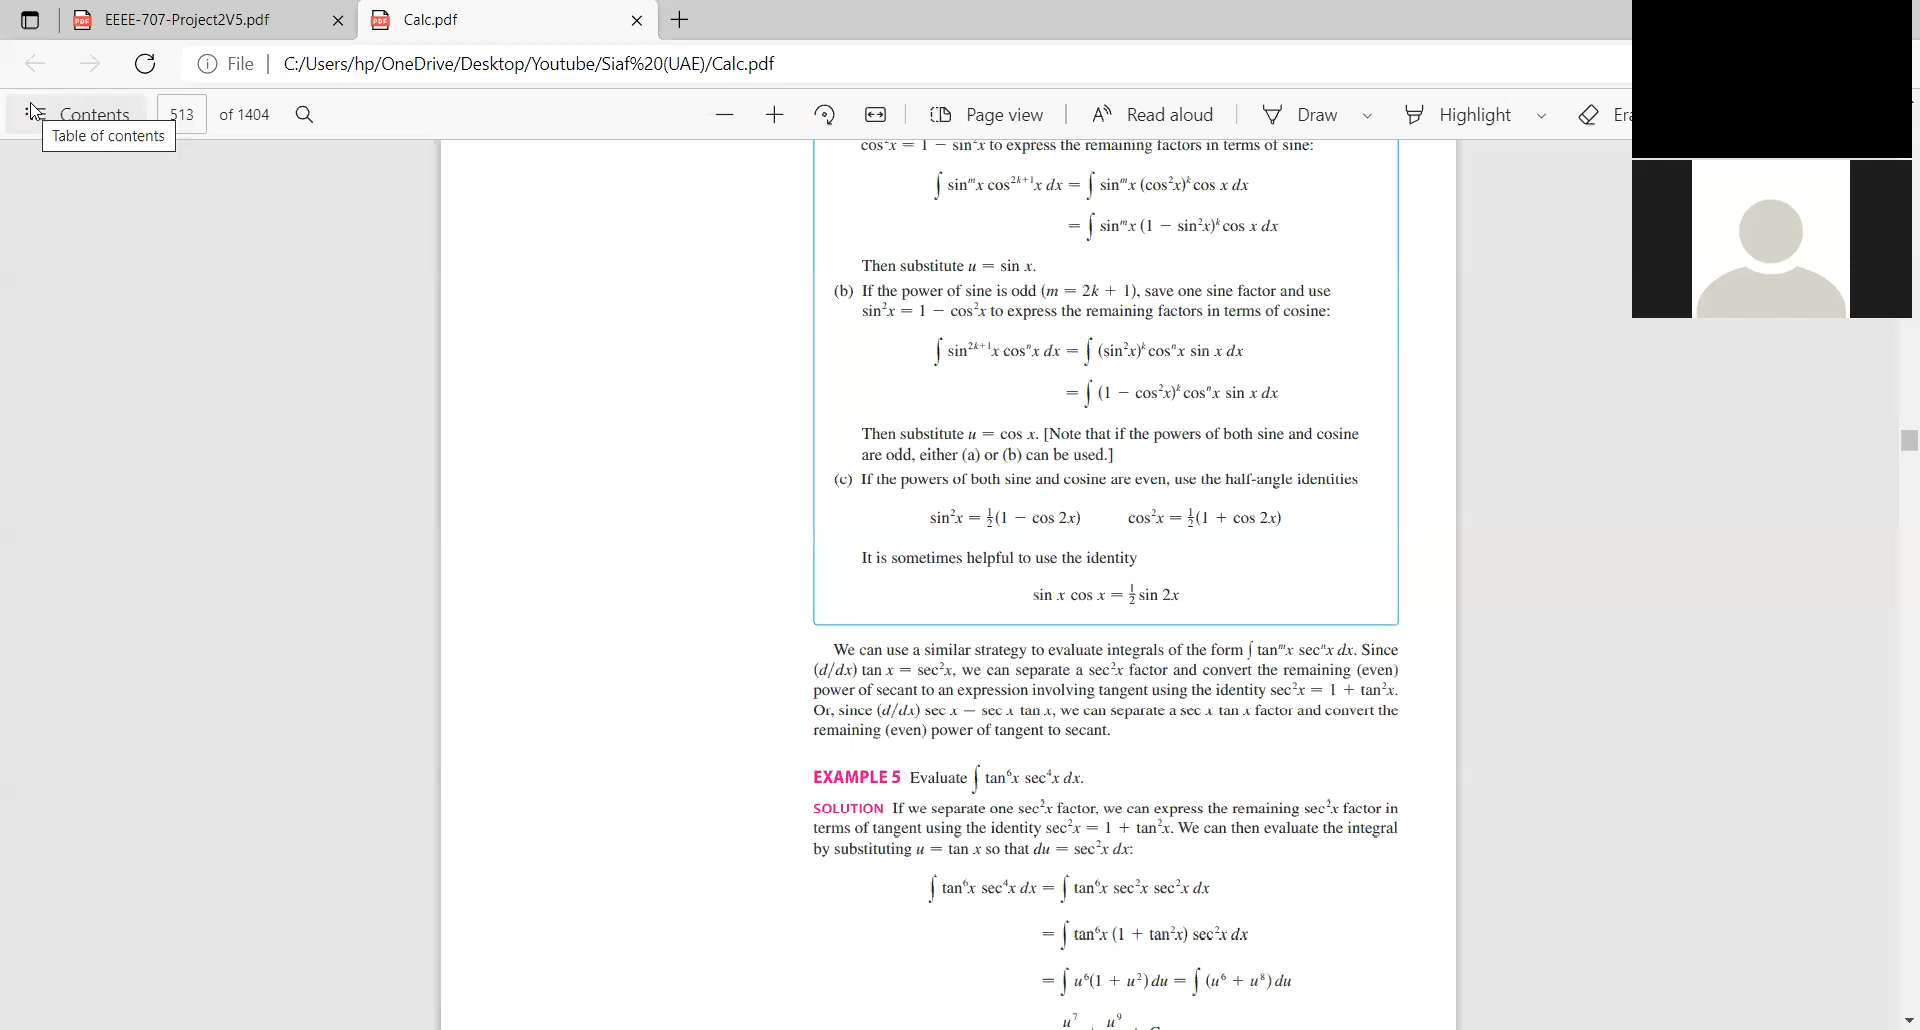 EEEE-707-Project2V5.pdf
Calc.pdf
File
C:/Users/hp/OneDrive/Desktop/Youtube/Siaf%20(UAE)/Calc.pdf
Contents
513
of 1404
Page view
Read aloud
Draw
Highlight
Era
Table of contents
cos²x = 1 − sin²x to express the remaining factors in terms of sine:
∫ sinᵐx cos²ᵏ⁺¹x dx = ∫ sinᵐx (cos²x)ᵏ cos x dx
= ∫ sinᵐx (1 − sin²x)ᵏ cos x dx
Then substitute u = sin x.
(b) If the power of sine is odd (m = 2k + 1), save one sine factor and use
sin²x = 1 − cos²x to express the remaining factors in terms of cosine:
∫ sin²ᵏ⁺¹x cosⁿx dx = ∫ (sin²x)ᵏ cosⁿx sin x dx
= ∫ (1 − cos²x)ᵏ cosⁿx sin x dx
Then substitute u = cos x. [Note that if the powers of both sine and cosine
are odd, either (a) or (b) can be used.]
(c) If the powers of both sine and cosine are even, use the half-angle identities
sin²x = ½(1 − cos 2x) cos²x = ½(1 + cos 2x)
It is sometimes helpful to use the identity
sin x cos x = ½ sin 2x
We can use a similar strategy to evaluate integrals of the form ∫ tanᵐx secⁿx dx. Since
(d/dx) tan x = sec²x, we can separate a sec²x factor and convert the remaining (even)
power of secant to an expression involving tangent using the identity sec²x = 1 + tan²x.
Or, since (d/dx) sec x = sec x tan x, we can separate a sec x tan x factor and convert the
remaining (even) power of tangent to secant.
EXAMPLE 5 Evaluate ∫ tan⁶x sec⁴x dx.
SOLUTION If we separate one sec²x factor, we can express the remaining sec²x factor in
terms of tangent using the identity sec²x = 1 + tan²x. We can then evaluate the integral
by substituting u = tan x so that du = sec²x dx:
∫ tan⁶x sec⁴x dx = ∫ tan⁶x sec²x sec²x dx
= ∫ tan⁶x (1 + tan²x) sec²x dx
= ∫ u⁶(1 + u²) du = ∫ (u⁶ + u⁸) du
u⁷ u⁹